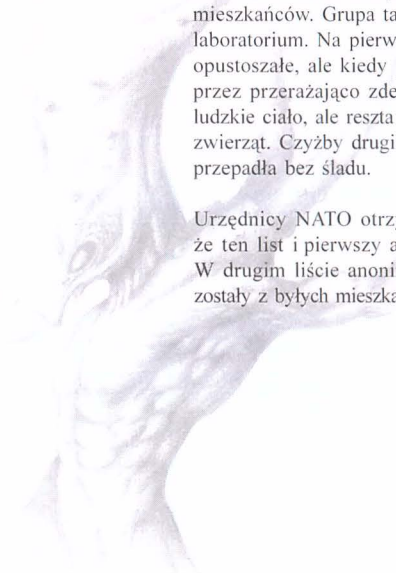 mieszkańców. Grupa ta
laboratorium. Na pierw
opustoszałe, ale kiedy
przez przerażająco zde
ludzkie ciało, ale reszta
zwierząt. Czyżby drugi
przepadła bez śladu.
Urzędnicy NATO otrzy
że ten list i pierwszy a
W drugim liście anoni
zostały z byłych mieszka